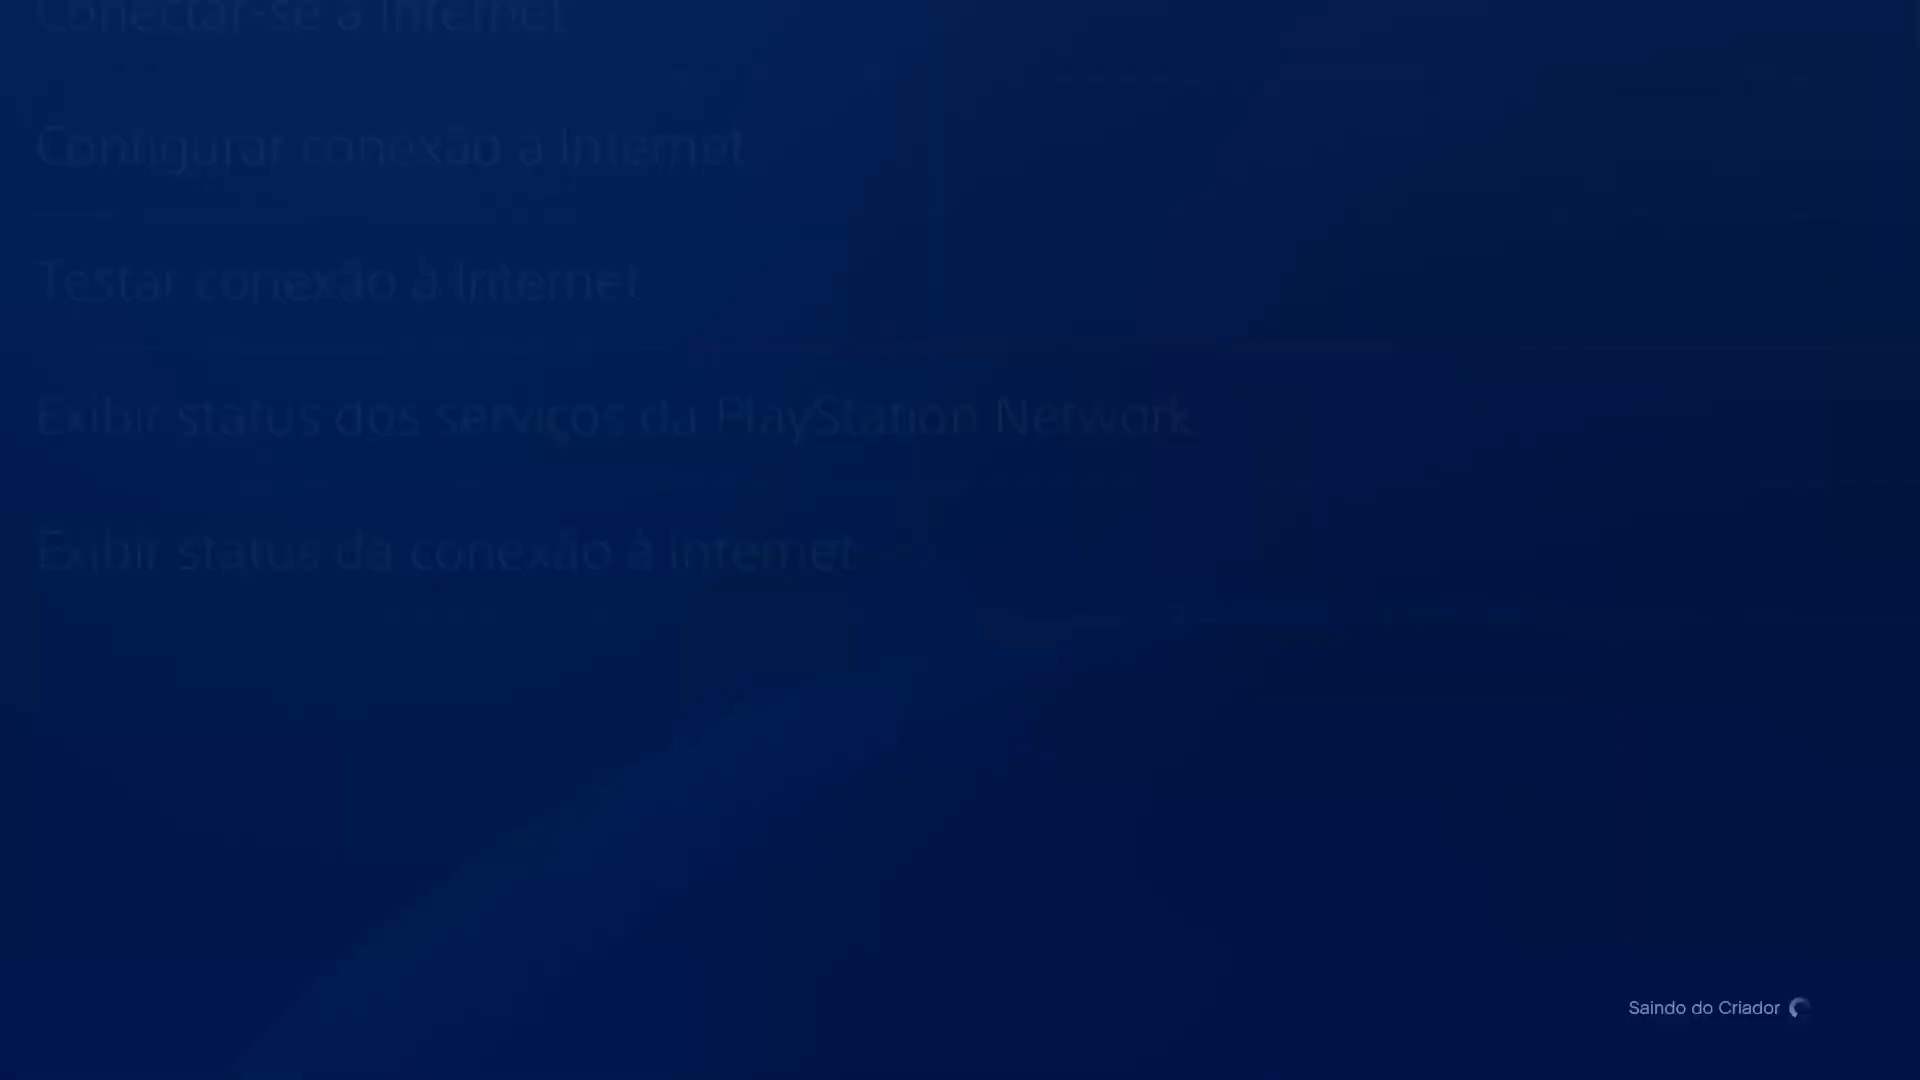 Conectar-se à Internet
Configurar conexão à Internet
Testar conexão à Internet
Exibir status dos serviços da PlayStation Network
Exibir status da conexão à Internet
Saindo do Criador